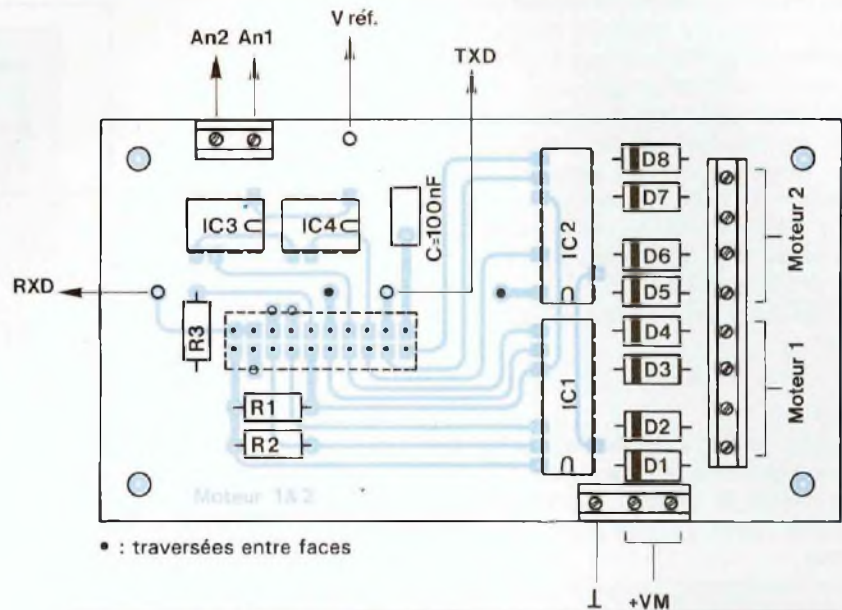 V réf.
An2 An1
TXD
D8
D7
IC2
C=100nF
IC3
IC4
Moteur 2
D6
D5
RXD
R3
D4
D3
IC1
Moteur 1
R1
R2
D2
D1
Moteur 1& 2
• : traversées entre faces
⊥ +VM